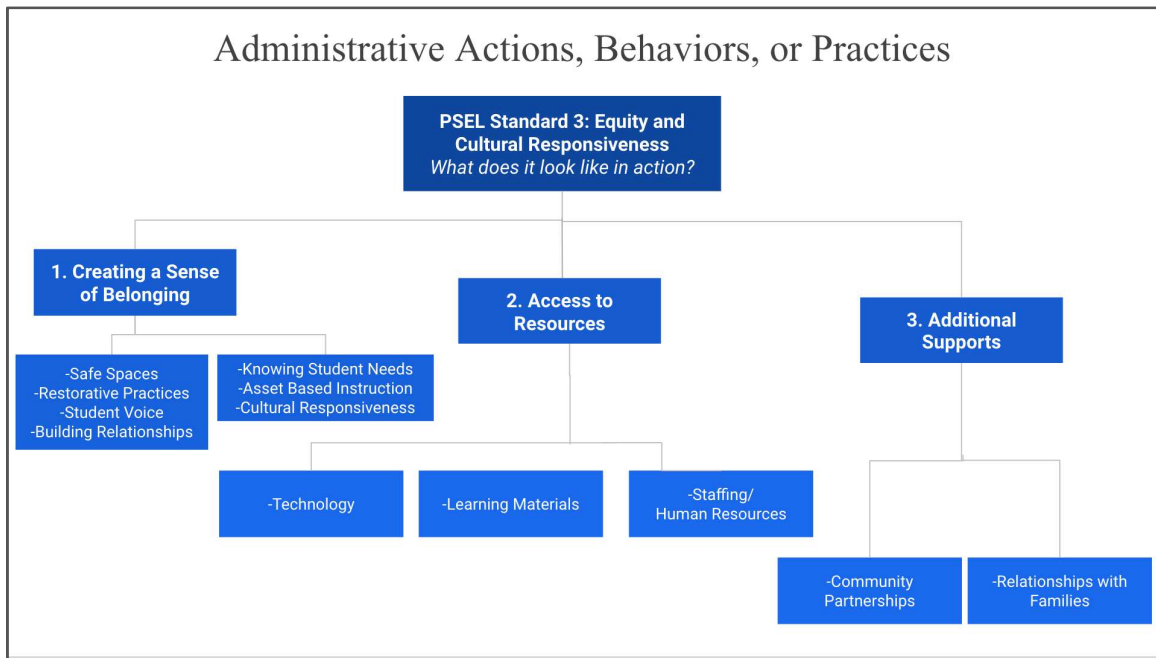 Administrative Actions, Behaviors, or Practices
PSEL Standard 3: Equity and
Cultural Responsiveness
What does it look like in action?
1. Creating a Sense
of Belonging
-Safe Spaces
-Restorative Practices
-Student Voice
-Building Relationships
-Knowing Student Needs
-Asset Based Instruction
-Cultural Responsiveness
2. Access to
Resources
-Technology
-Learning Materials
-Staffing/
Human Resources
3. Additional
Supports
-Community
Partnerships
-Relationships with
Families